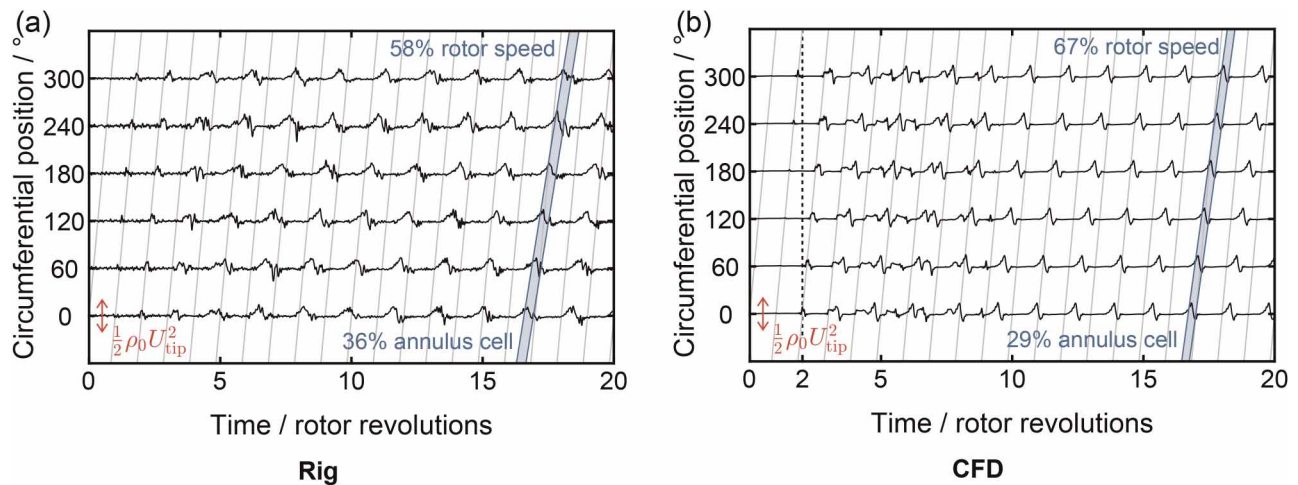 (a)
58% rotor speed
Circumferential position / °
300
240
180
120
60
0
½ρ₀U²tip
36% annulus cell
0 5 10 15 20
Time / rotor revolutions
Rig
(b)
67% rotor speed
Circumferential position / °
300
240
180
120
60
0
½ρ₀U²tip
29% annulus cell
0 2 5 10 15 20
Time / rotor revolutions
CFD